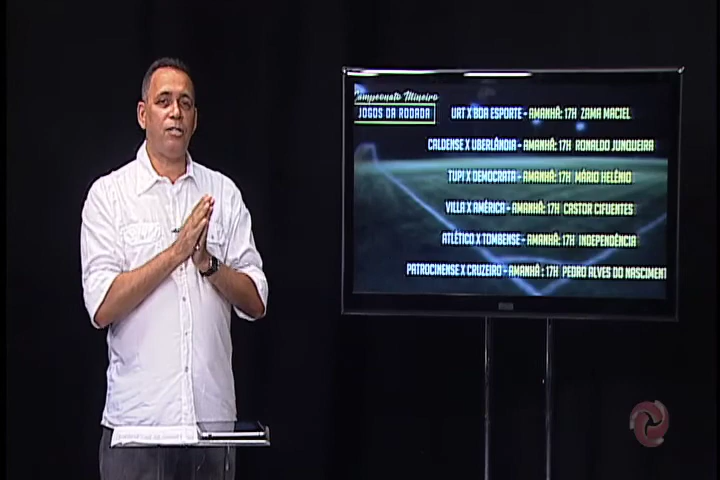 Campeonato Mineiro
JOGOS DA RODADA
URT X BOA ESPORTE - AMANHÃ: 17H ZAMA MACIEL
CALDENSE X UBERLÂNDIA - AMANHÃ: 17H RONALDO JUNQUEIRA
TUPI X DEMOCRATA - AMANHÃ: 17H MÁRIO HELÊNIO
VILLA X AMÉRICA - AMANHÃ: 17H CASTOR CIFUENTES
ATLÉTICO X TOMBENSE - AMANHÃ: 17H INDEPENDÊNCIA
PATROCINENSE X CRUZEIRO - AMANHÃ : 17H PEDRO ALVES DO NASCIMENT